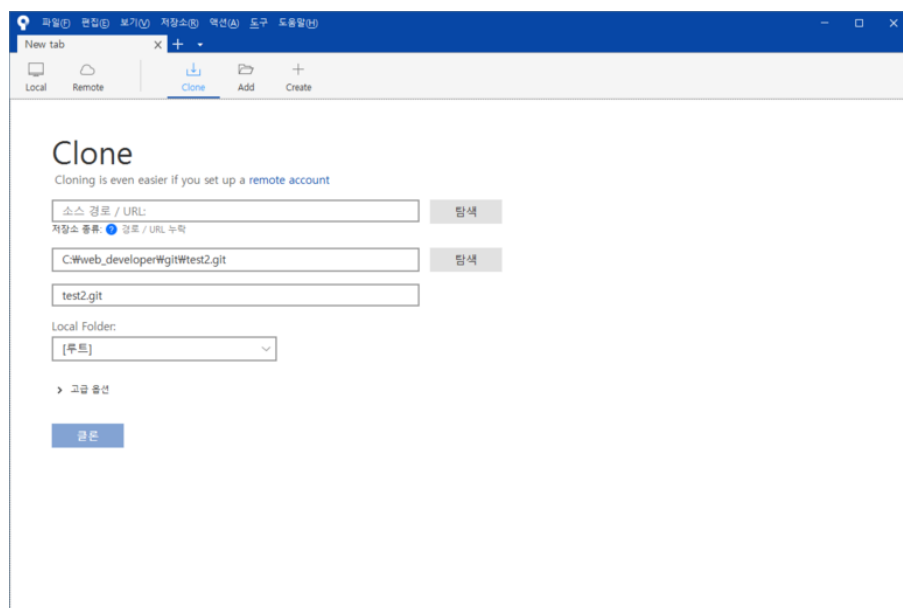 파일(F) 편집(E) 보기(V) 저장소(R) 액션(A) 도구 도움말(H)
New tab
Local Remote Clone Add Create
Clone
Cloning is even easier if you set up a remote account
소스 경로 / URL: 탐색
저장소 종류: ? 경로 / URL 누락
C:₩web_developer₩git₩test2.git 탐색
test2.git
Local Folder:
[루트]
고급 옵션
클론